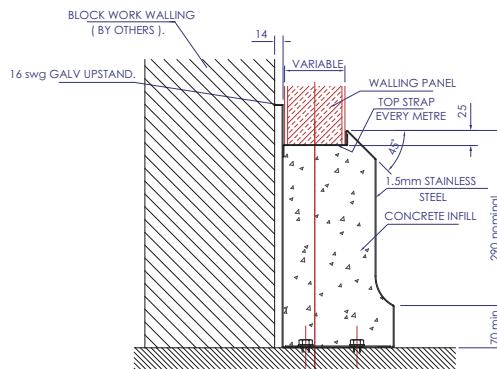 BLOCK WORK WALLING
( BY OTHERS ).
14
VARIABLE
16 swg GALV UPSTAND.
WALLING PANEL
TOP STRAP
EVERY METRE
25
45°
1.5mm STAINLESS
STEEL
CONCRETE INFILL
290 nominal
70 min